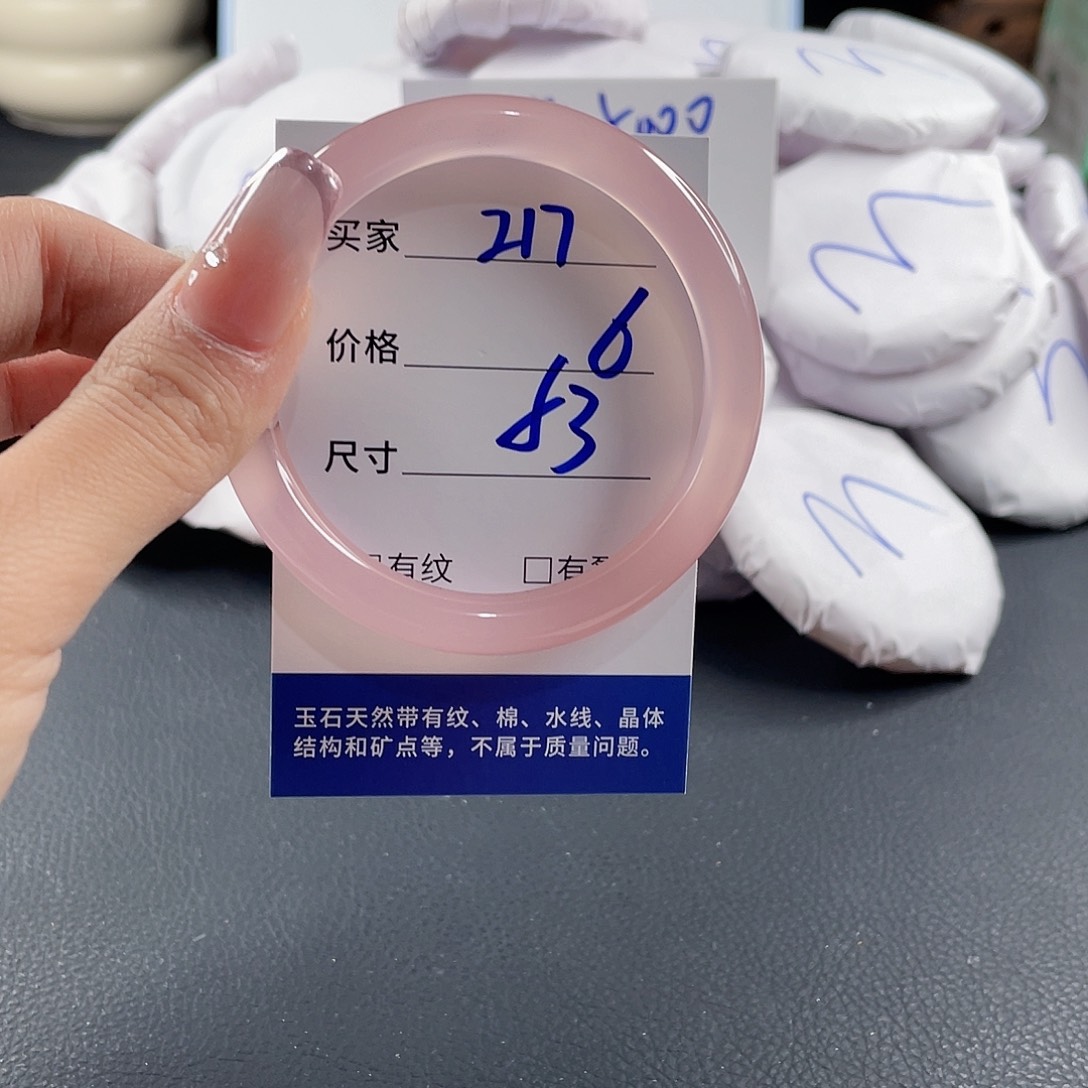 买家 217
价格 6
尺寸 53
有纹 □有
玉石天然带有纹、棉、水线、晶体
结构和矿点等，不属于质量问题。